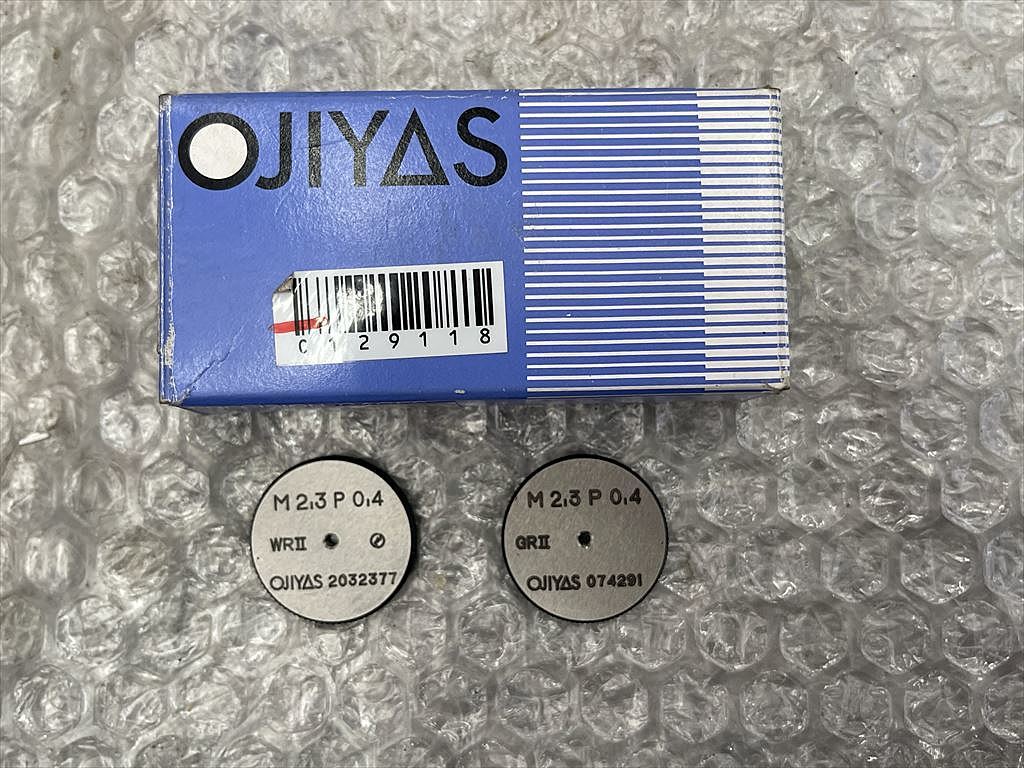 OJIYAS
0129118
M 2,3 P 0,4
WRII
OJIYAS 2032377
M 2,3 P 0,4
GRII
OJIYAS 074291